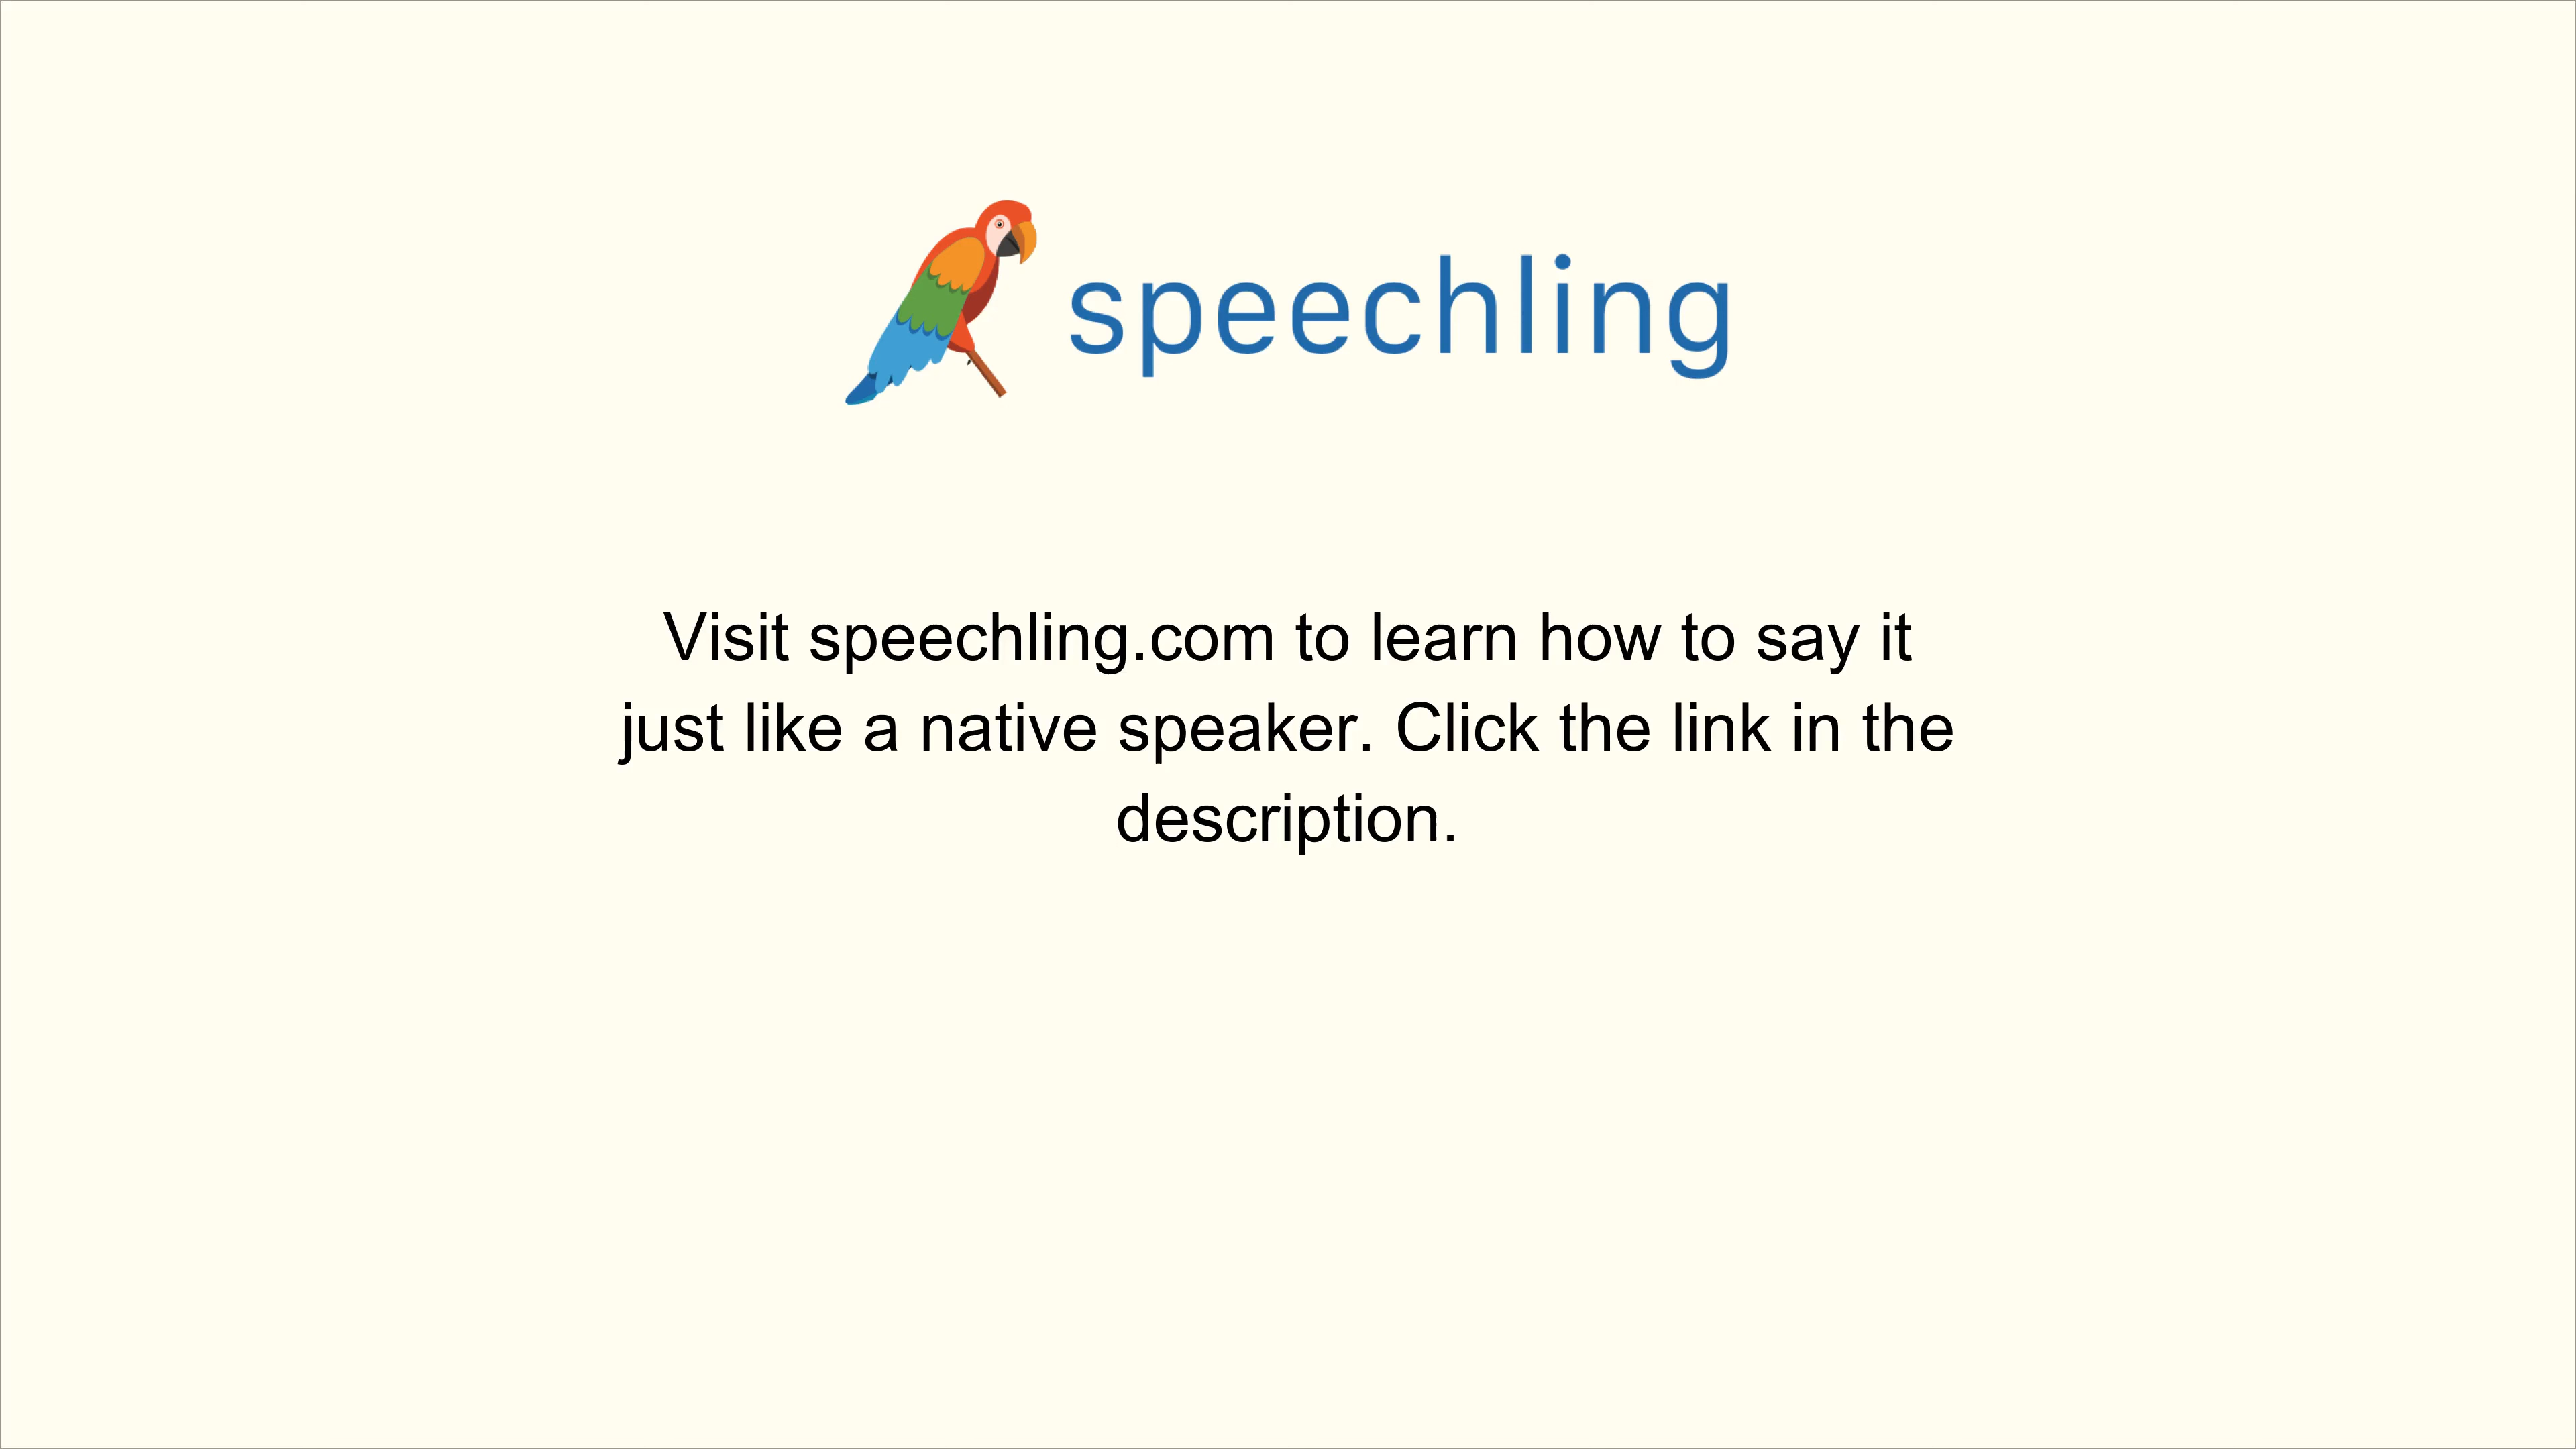 speechling
Visit speechling.com to learn how to say it
just like a native speaker. Click the link in the
description.